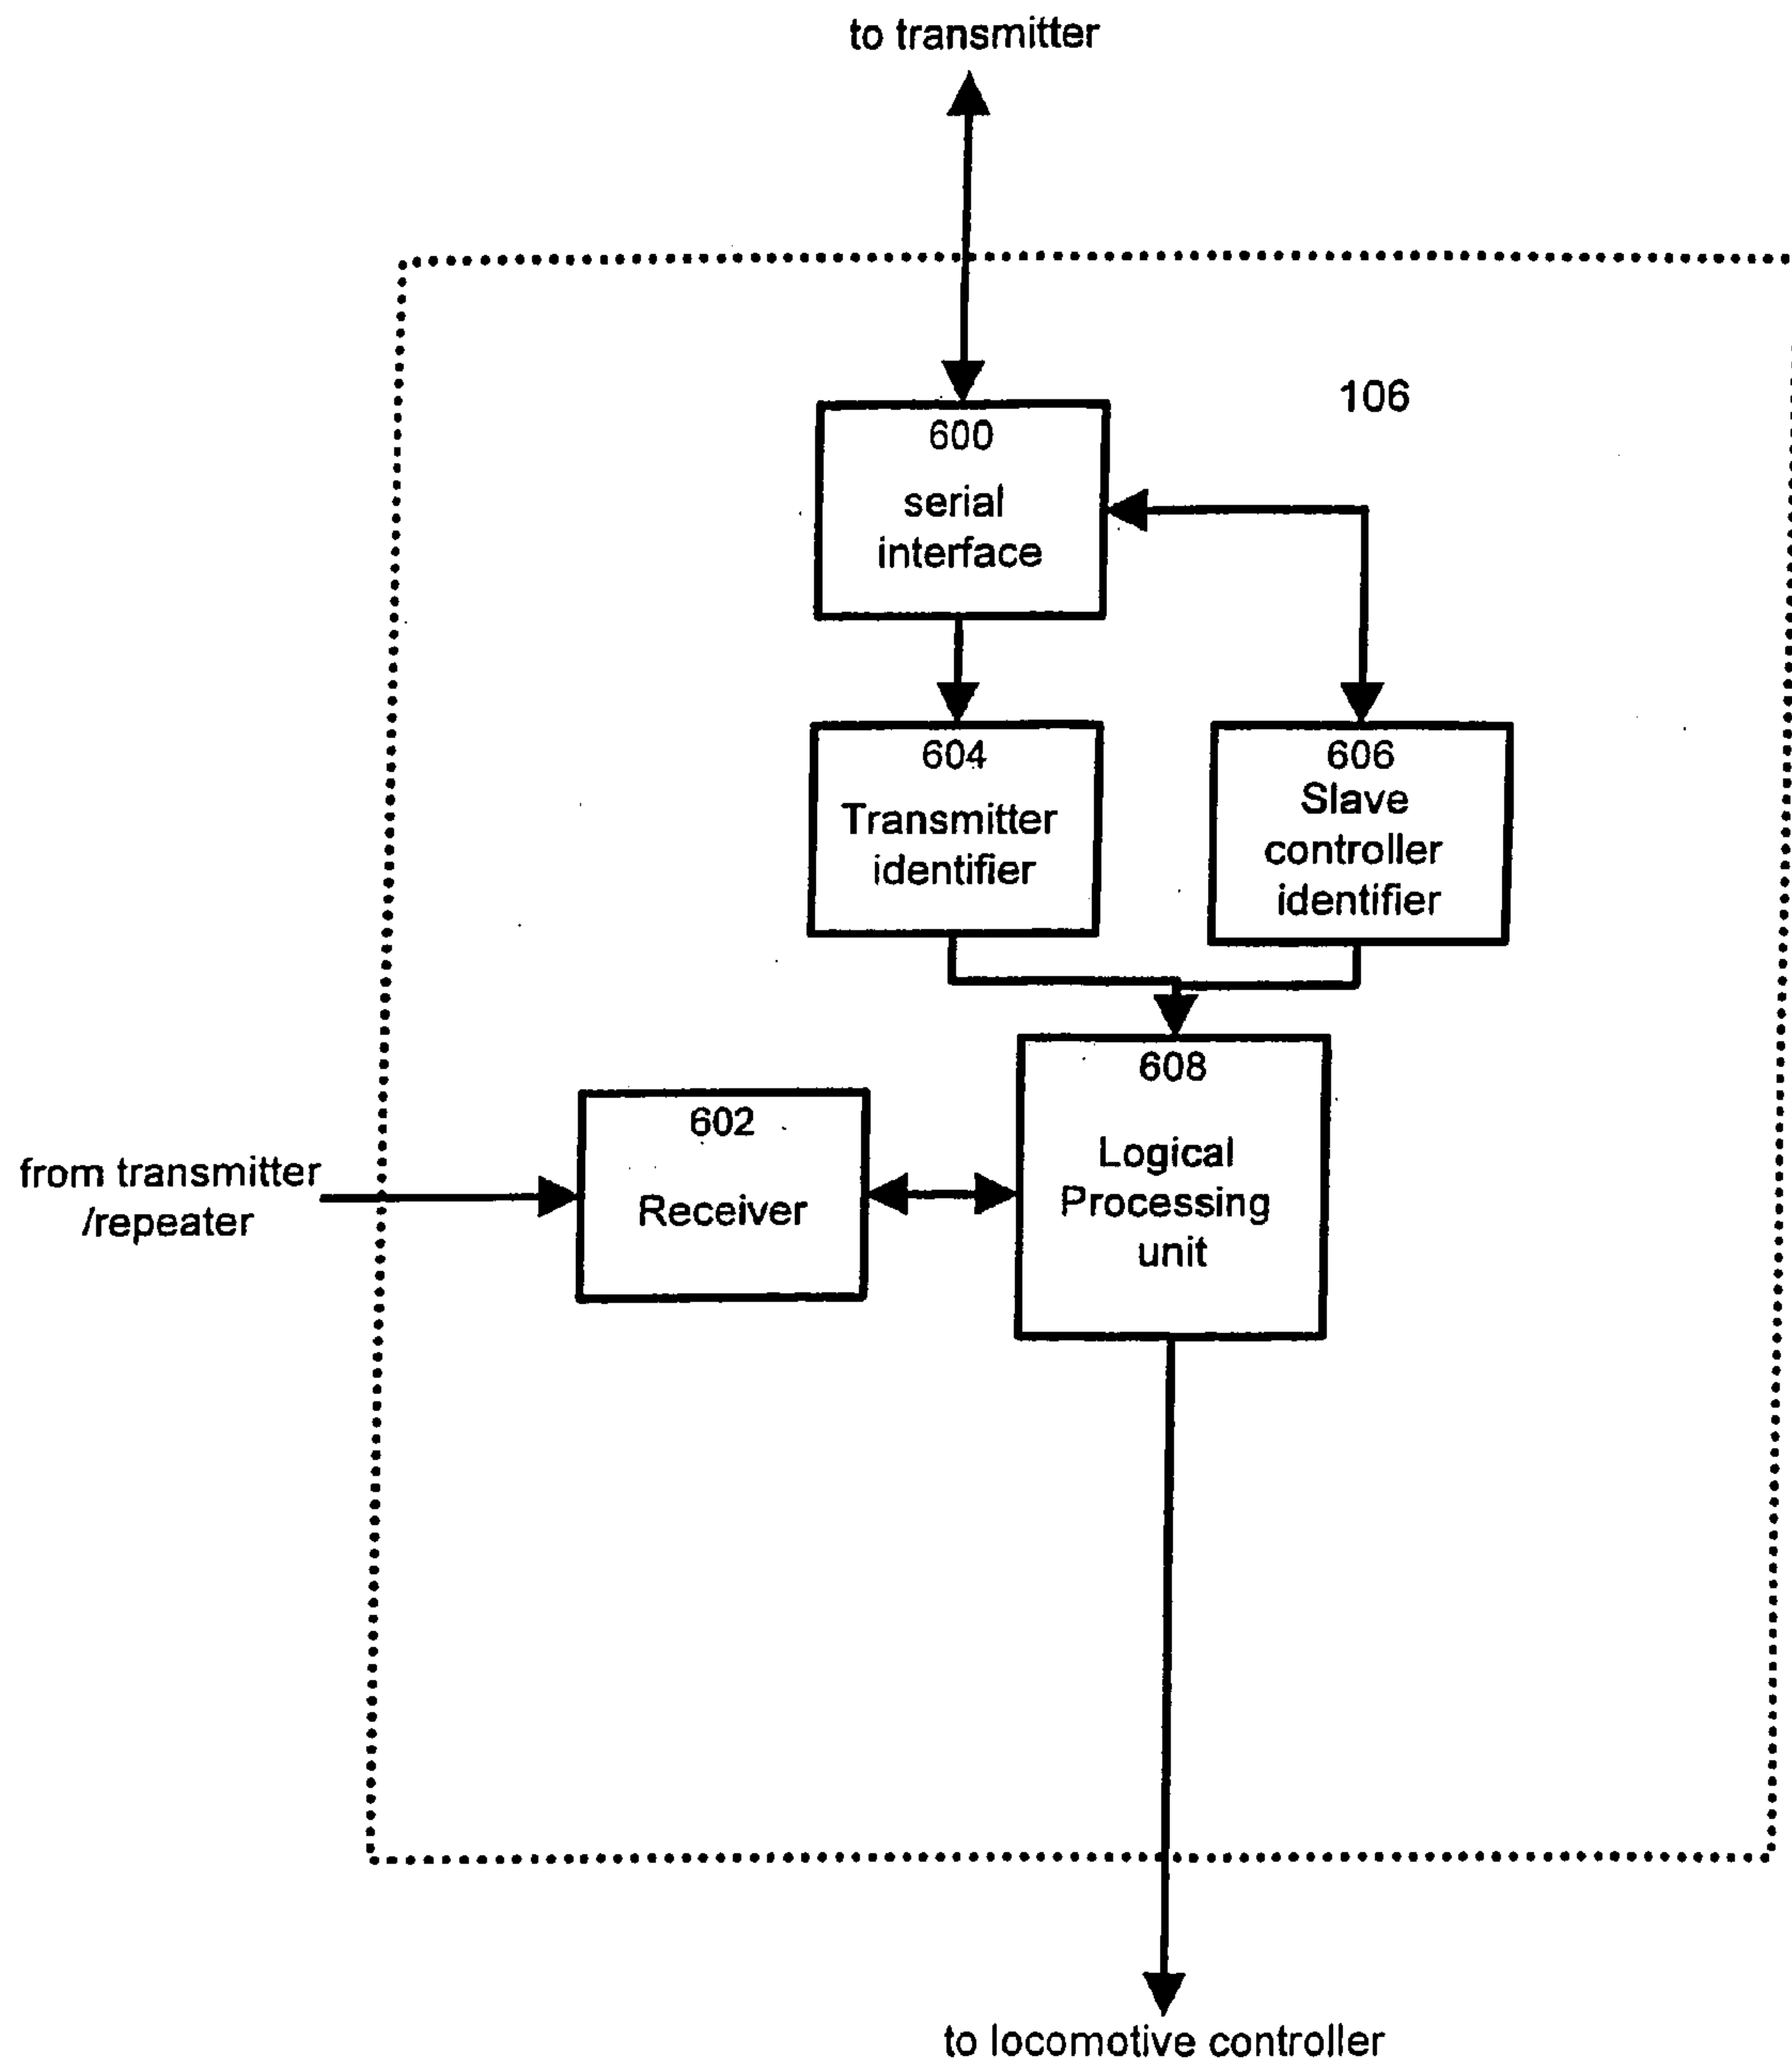 to transmitter
106
600
serial
interface
604
Transmitter
identifier
606
Slave
controller
identifier
608
Logical
Processing
unit
602
Receiver
from transmitter
/repeater
to locomotive controller